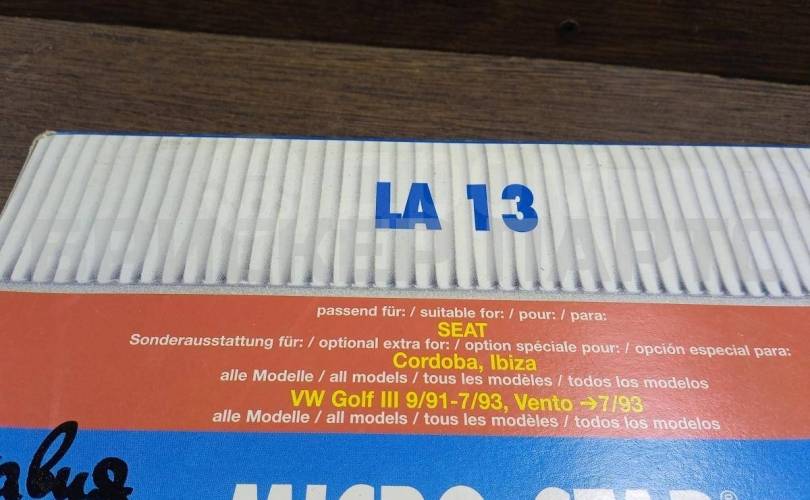 LA 13
passend für: / suitable for: / pour: / para:
SEAT
Sonderausstattung für: / optional extra for: / option spéciale pour: / opción especial para:
Cordoba, Ibiza
alle Modelle / all models / tous les modèles / todos los modelos
VW Golf III 9/91-7/93, Vento →7/93
alle Modelle / all models / tous les modèles / todos los modelos